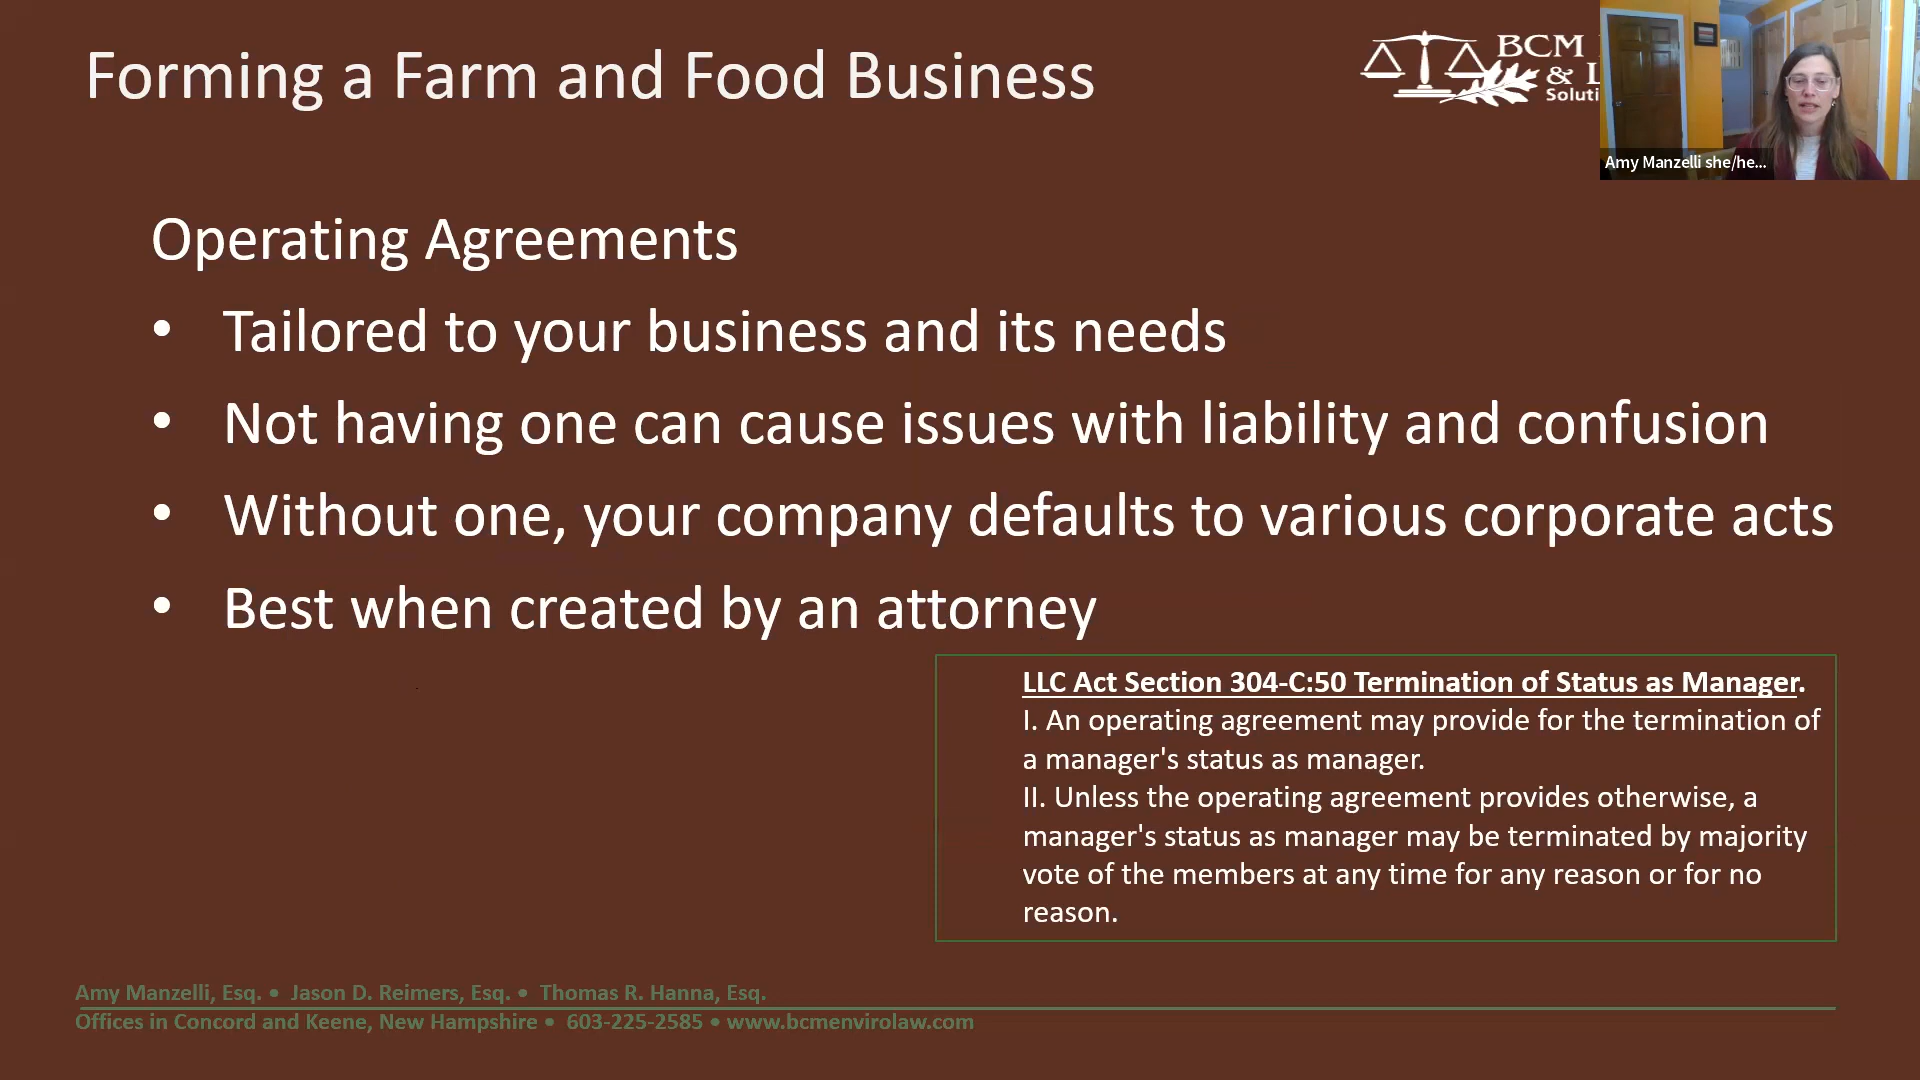 Forming a Farm and Food Business
BCM
&
Soluti
Amy Manzelli she/he...
Operating Agreements
• Tailored to your business and its needs
• Not having one can cause issues with liability and confusion
• Without one, your company defaults to various corporate acts
• Best when created by an attorney
LLC Act Section 304-C:50 Termination of Status as Manager.
I. An operating agreement may provide for the termination of
a manager's status as manager.
II. Unless the operating agreement provides otherwise, a
manager's status as manager may be terminated by majority
vote of the members at any time for any reason or for no
reason.
Amy Manzelli, Esq. • Jason D. Reimers, Esq. • Thomas R. Hanna, Esq.
Offices in Concord and Keene, New Hampshire • 603-225-2585 • www.bcmenvirolaw.com